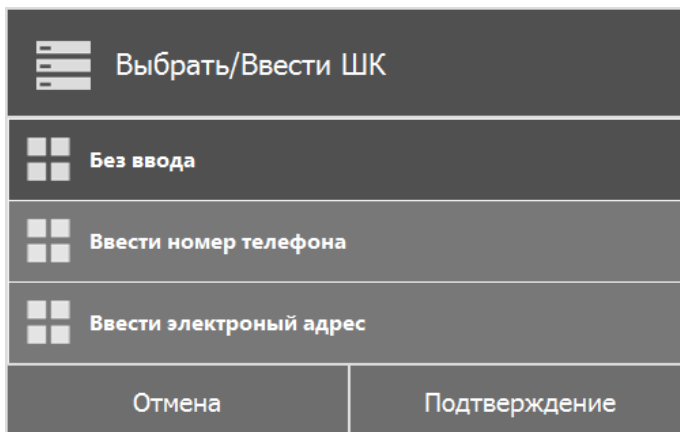 Выбрать/Ввести ШК
Без ввода
Ввести номер телефона
Ввести электроный адрес
Отмена
Подтверждение